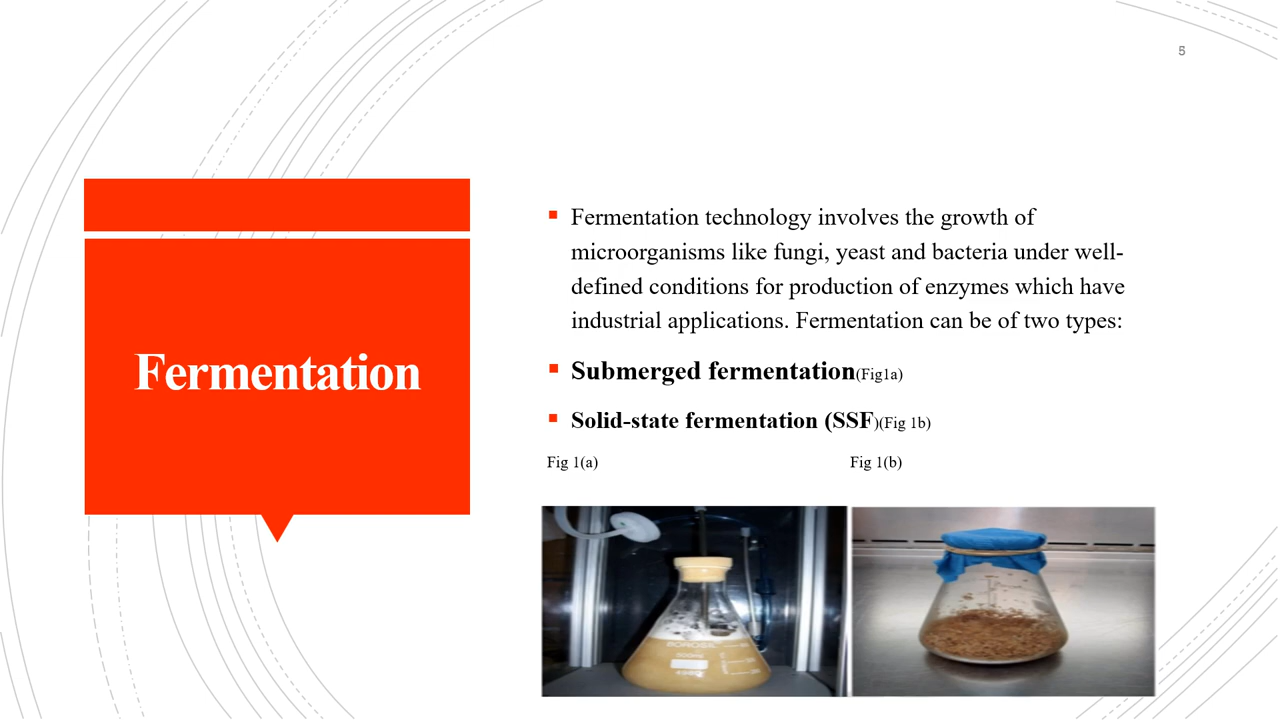 5
Fermentation
Fermentation technology involves the growth of
microorganisms like fungi, yeast and bacteria under well-
defined conditions for production of enzymes which have
industrial applications. Fermentation can be of two types:
Submerged fermentation(Fig1a)
Solid-state fermentation (SSF)(Fig 1b)
Fig 1(a) Fig 1(b)
BOROSIL
500ml